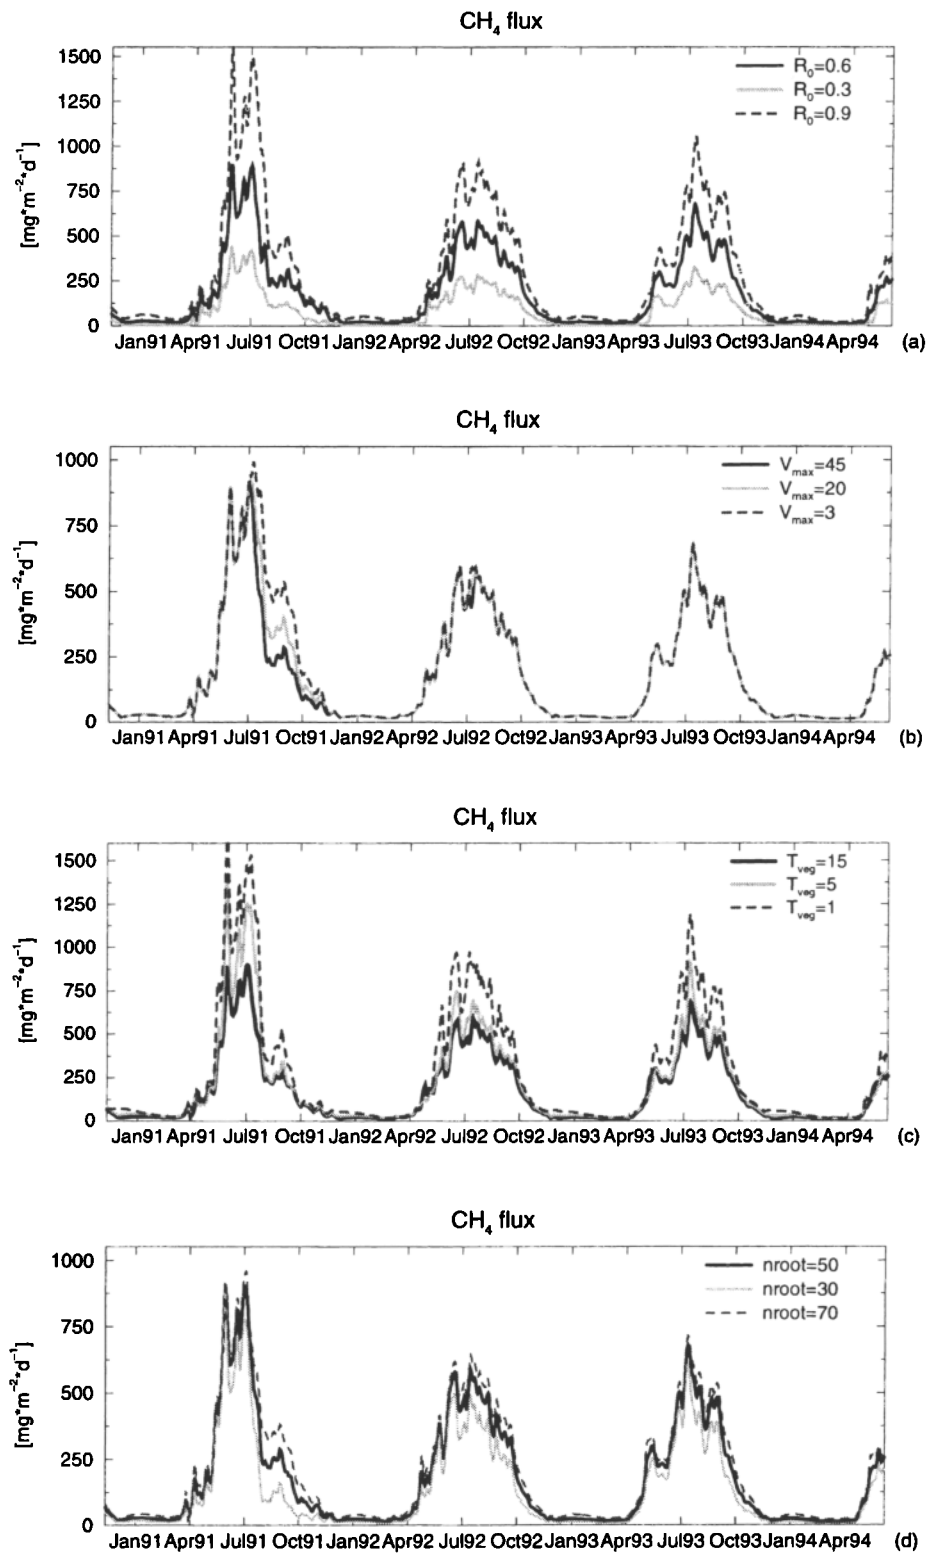 CH₄ flux
1500
1250
1000
750
500
250
0
[mg*m⁻²*d⁻¹]
R₀=0.6
R₀=0.3
R₀=0.9
Jan91 Apr91 Jul91 Oct91 Jan92 Apr92 Jul92 Oct92 Jan93 Apr93 Jul93 Oct93 Jan94 Apr94 (a)
CH₄ flux
1000
750
500
250
0
[mg*m⁻²*d⁻¹]
Vmax=45
Vmax=20
Vmax=3
Jan91 Apr91 Jul91 Oct91 Jan92 Apr92 Jul92 Oct92 Jan93 Apr93 Jul93 Oct93 Jan94 Apr94 (b)
CH₄ flux
1500
1250
1000
750
500
250
0
[mg*m⁻²*d⁻¹]
Tveg=15
Tveg=5
Tveg=1
Jan91 Apr91 Jul91 Oct91 Jan92 Apr92 Jul92 Oct92 Jan93 Apr93 Jul93 Oct93 Jan94 Apr94 (c)
CH₄ flux
1000
750
500
250
0
[mg*m⁻²*d⁻¹]
nroot=50
nroot=30
nroot=70
Jan91 Apr91 Jul91 Oct91 Jan92 Apr92 Jul92 Oct92 Jan93 Apr93 Jul93 Oct93 Jan94 Apr94 (d)